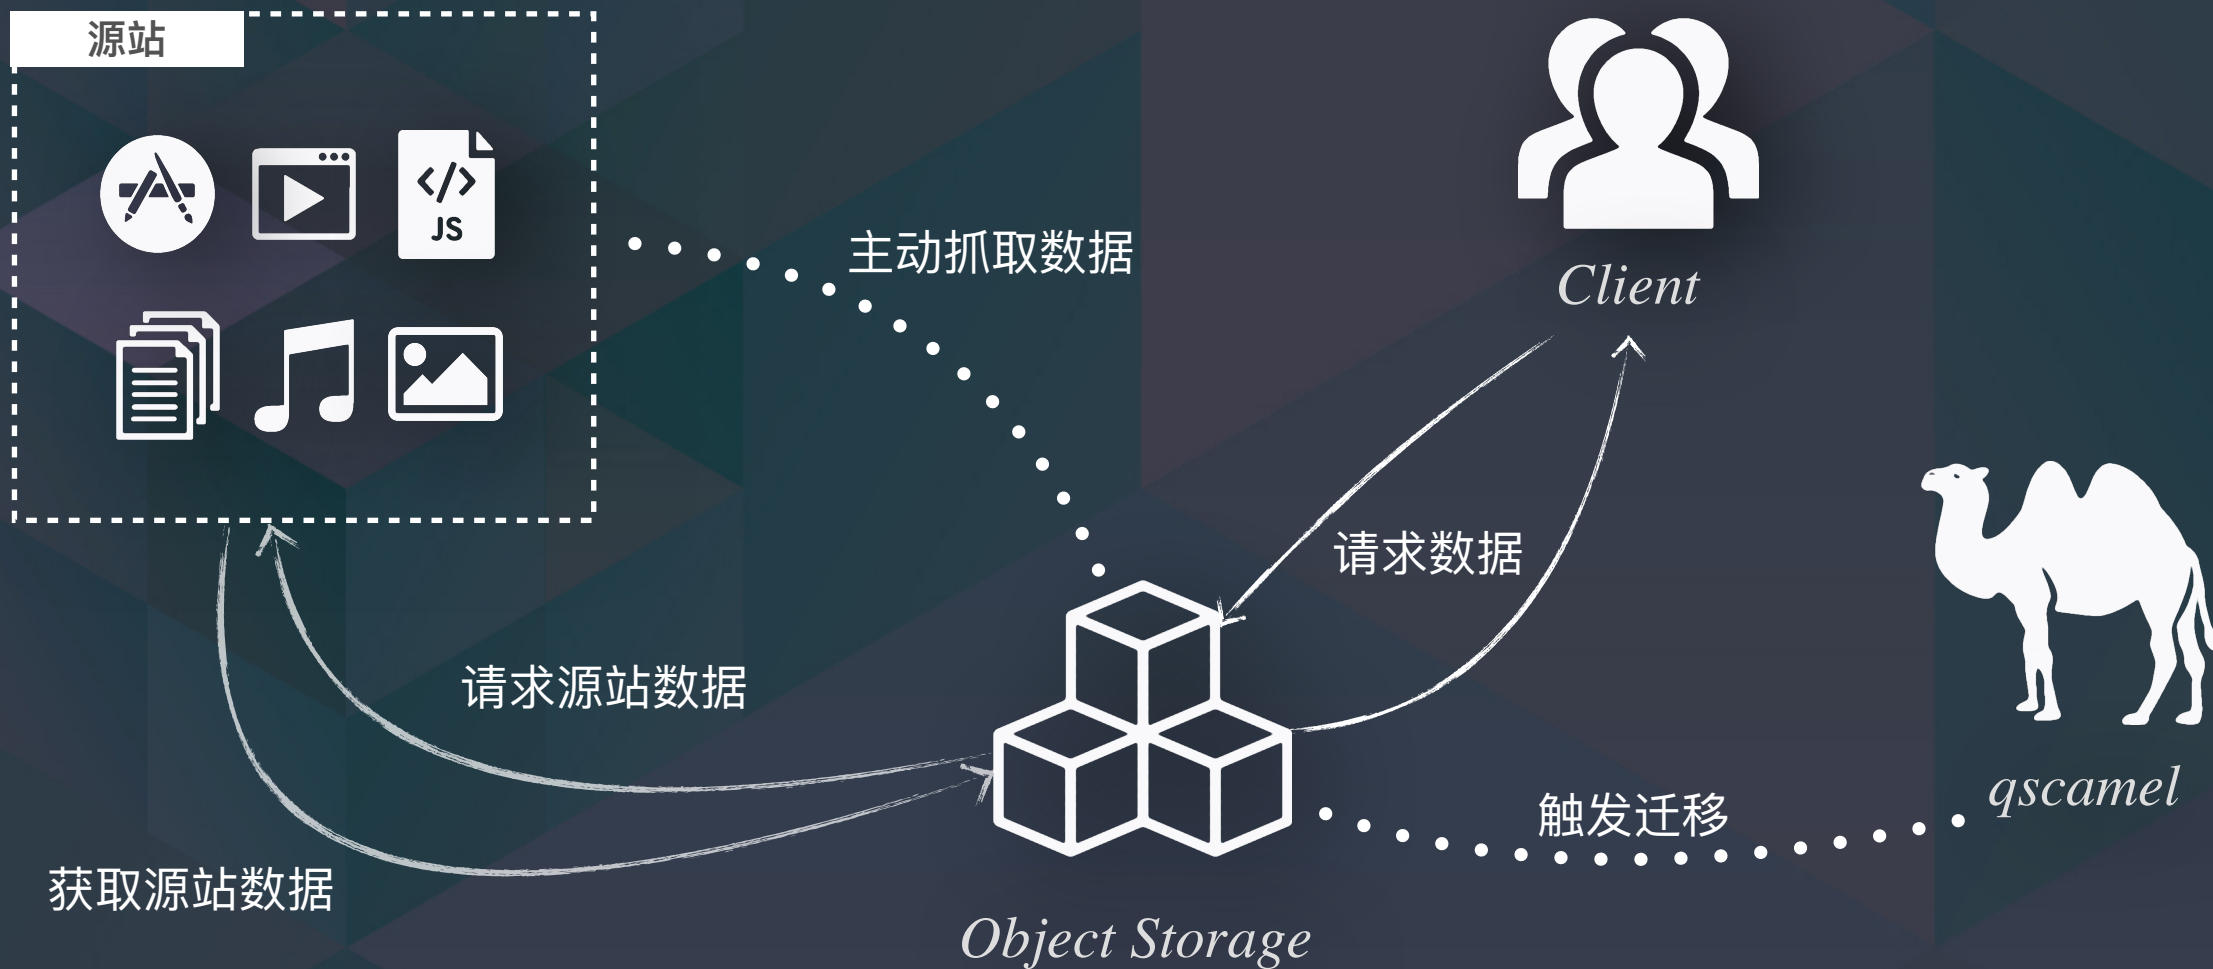 源站
</>
JS
主动抓取数据
Client
请求数据
请求源站数据
qscamel
触发迁移
获取源站数据
Object Storage